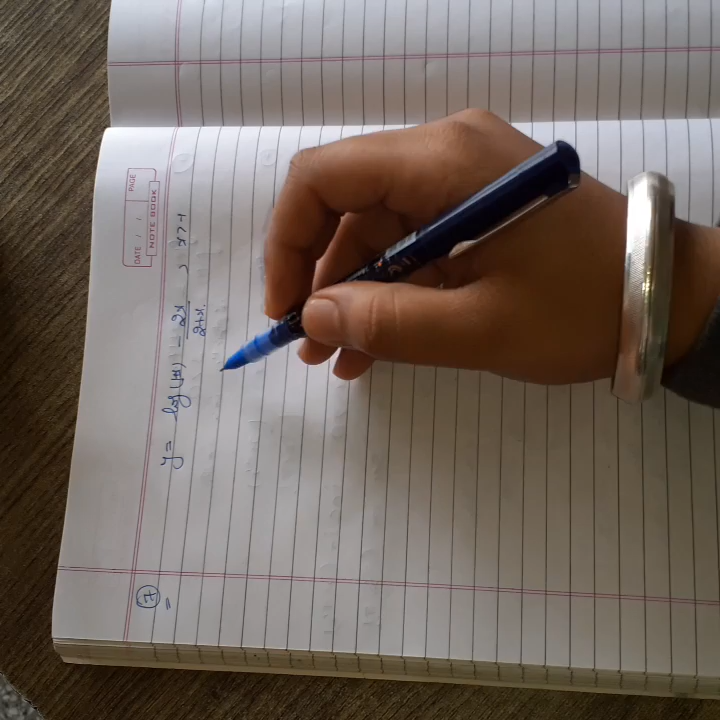 NOTE BOOK
DATE / / PAGE
⑦ y = log(1+x) - 2x/2+x, x>-1
=